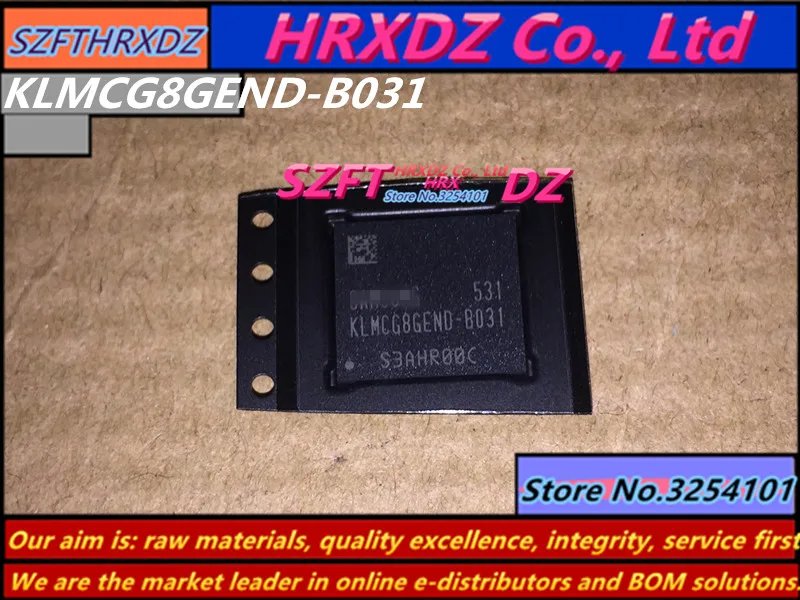 SZFTHRXDZ
HRXDZ Co., Ltd
KLMCG8GEND-B031
HRXDZ Co., Ltd
SZFT HRX DZ
Store No.3254101
531
KLMCG8GEND-B031
S3AHR00C
Store No.3254101
Our aim is: raw materials, quality excellence, integrity, service first
We are the market leader in online e-distributors and BOM solutions.